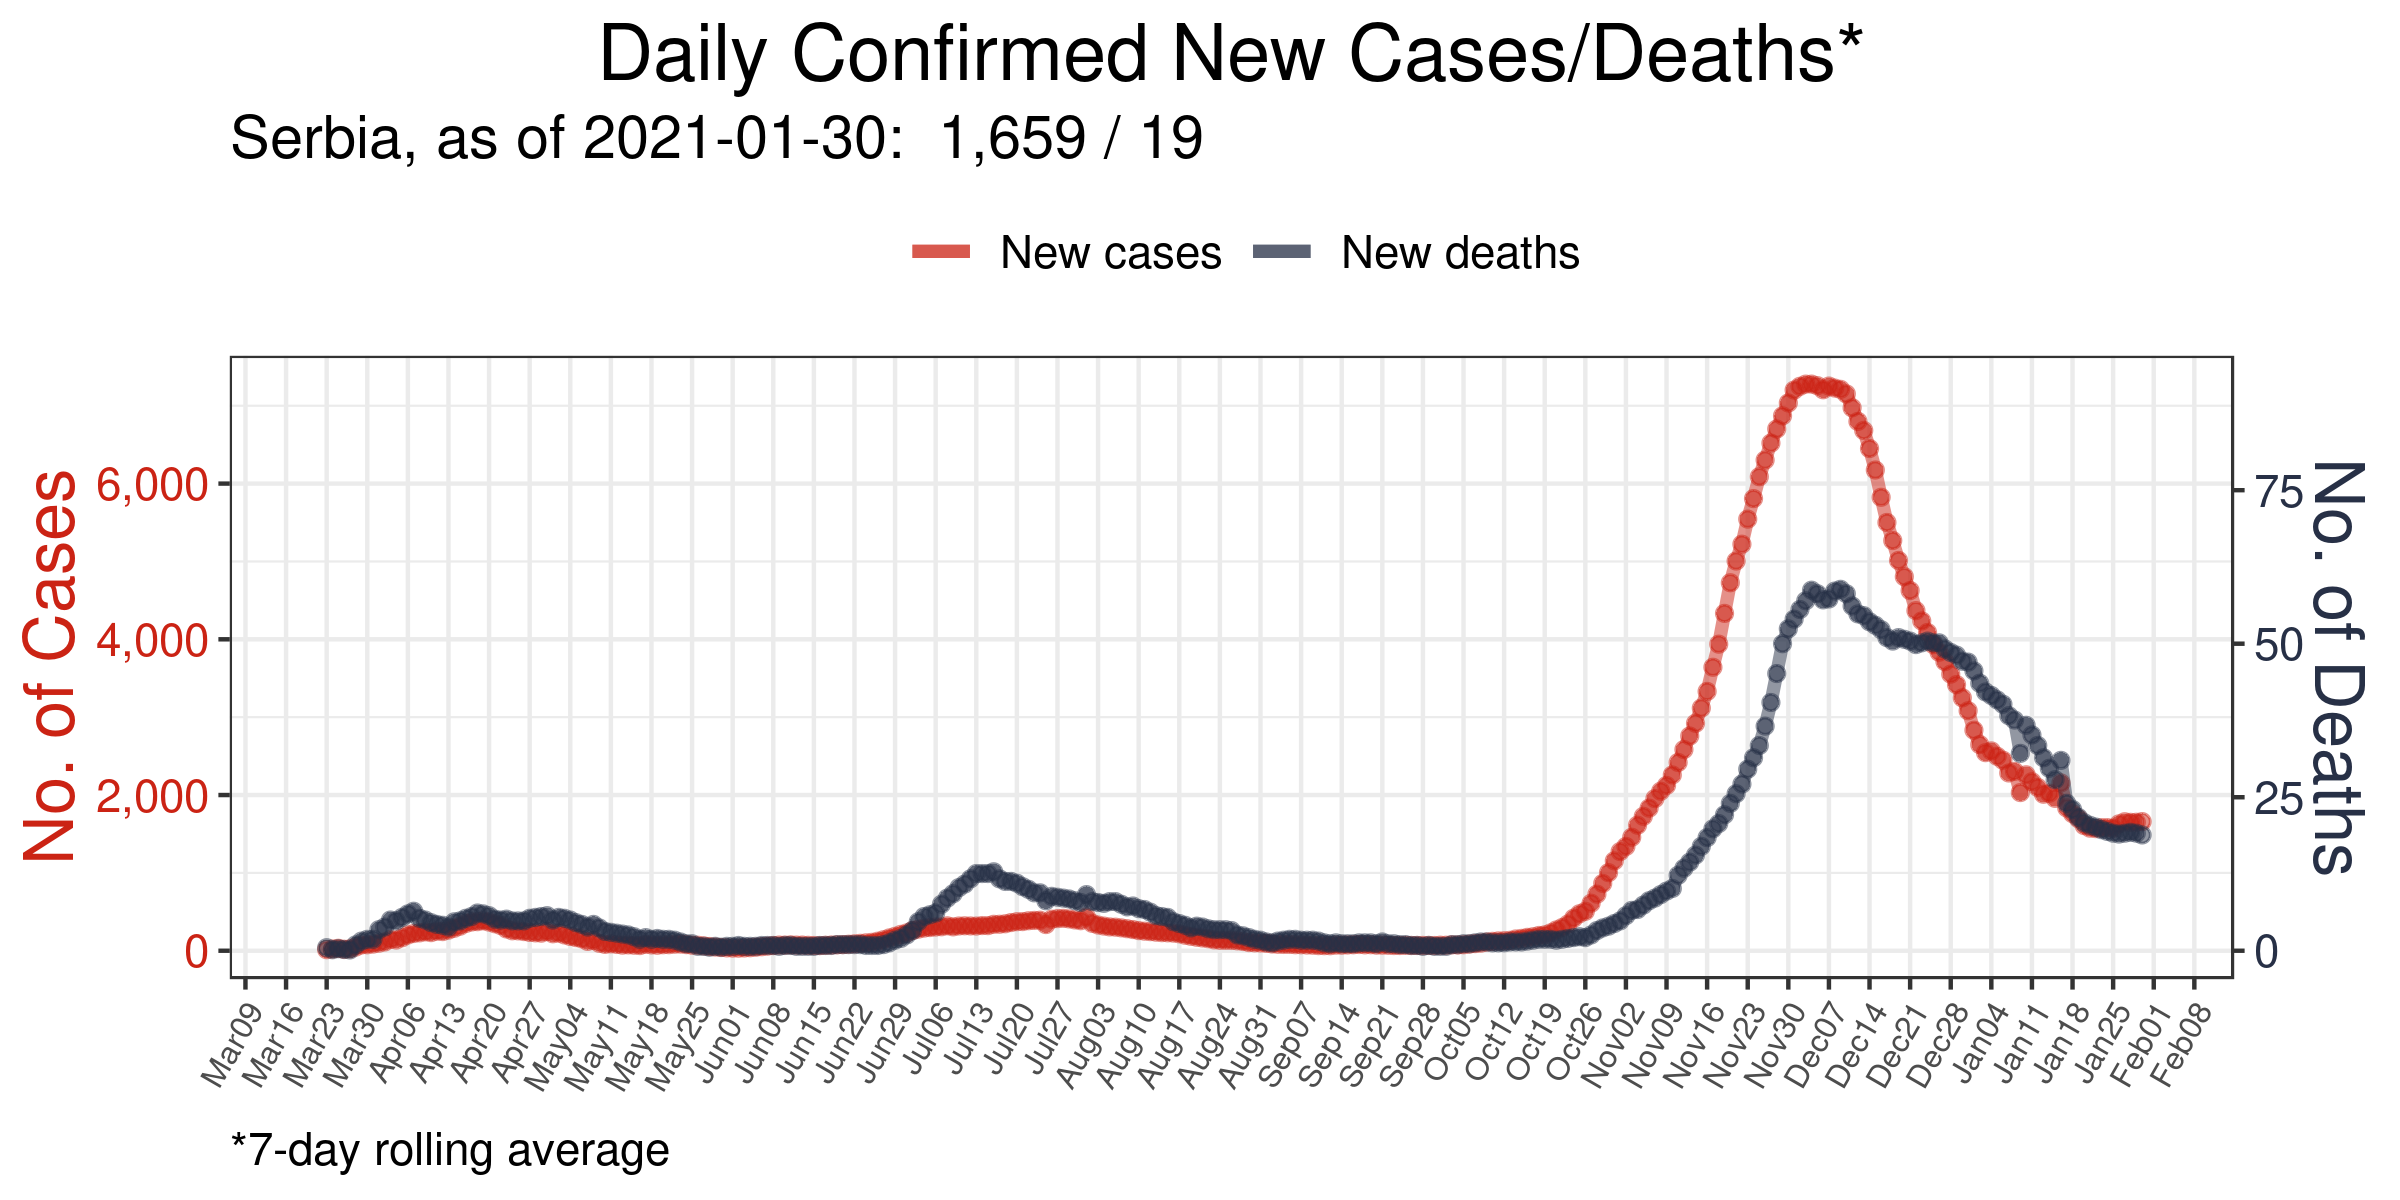 Daily Confirmed New Cases/Deaths*
Serbia, as of 2021-01-30:  1,659 / 19
New cases New deaths
No. of Cases
6,000
4,000
2,000
0
No. of Deaths
75
50
25
0
Mar09 Mar16 Mar23 Mar30 Apr06 Apr13 Apr20 Apr27 May04 May11 May18 May25 Jun01 Jun08 Jun15 Jun22 Jun29 Jul06 Jul13 Jul20 Jul27 Aug03 Aug10 Aug17 Aug24 Aug31 Sep07 Sep14 Sep21 Sep28 Oct05 Oct12 Oct19 Oct26 Nov02 Nov09 Nov16 Nov23 Nov30 Dec07 Dec14 Dec21 Dec28 Jan04 Jan11 Jan18 Jan25 Feb01 Feb08
*7-day rolling average